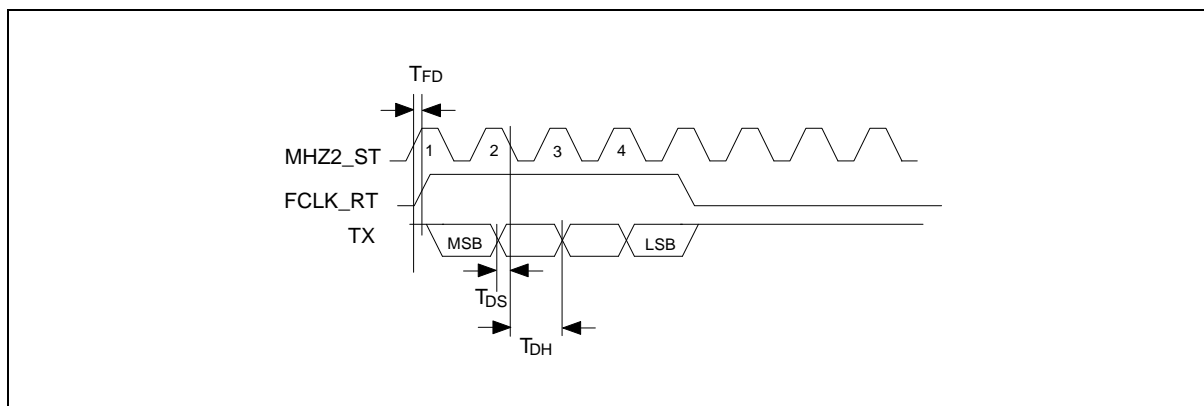 TFD
MHZ2_ST 1 2 3 4
FCLK_RT
TX MSB LSB
TDS
TDH